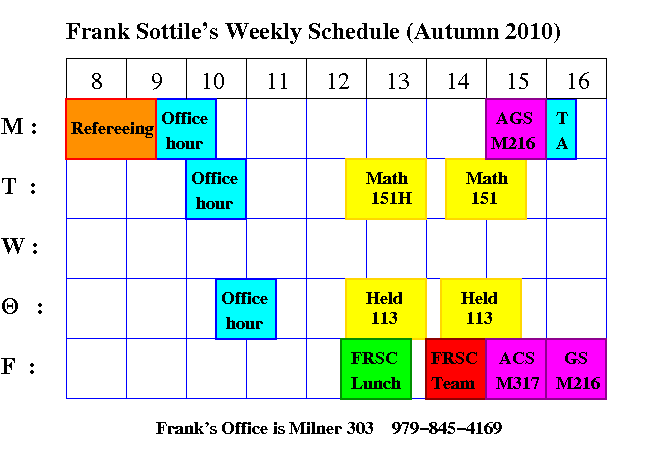 Frank Sottile's Weekly Schedule (Autumn 2010)
8 9 10 11 12 13 14 15 16
M :
Refereeing
Office
hour
AGS
M216
T
A
T :
Office
hour
Math
151H
Math
151
W :
Θ :
Office
hour
Held
113
Held
113
F :
FRSC
Lunch
FRSC
Team
ACS
M317
GS
M216
Frank's Office is Milner 303 979−845−4169